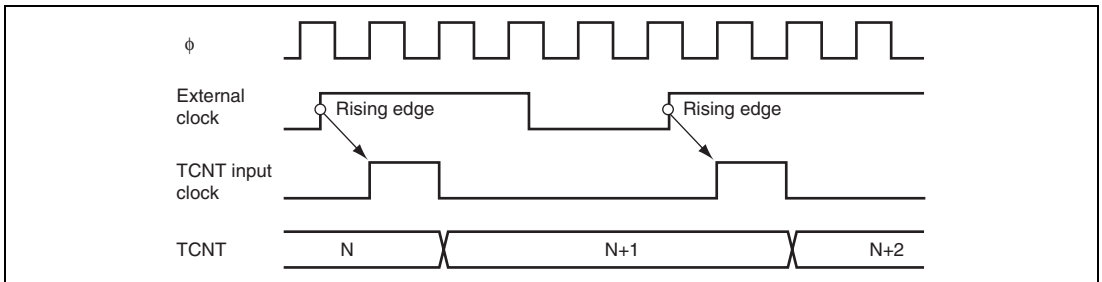 ϕ
External
clock
Rising edge
Rising edge
TCNT input
clock
TCNT
N
N+1
N+2